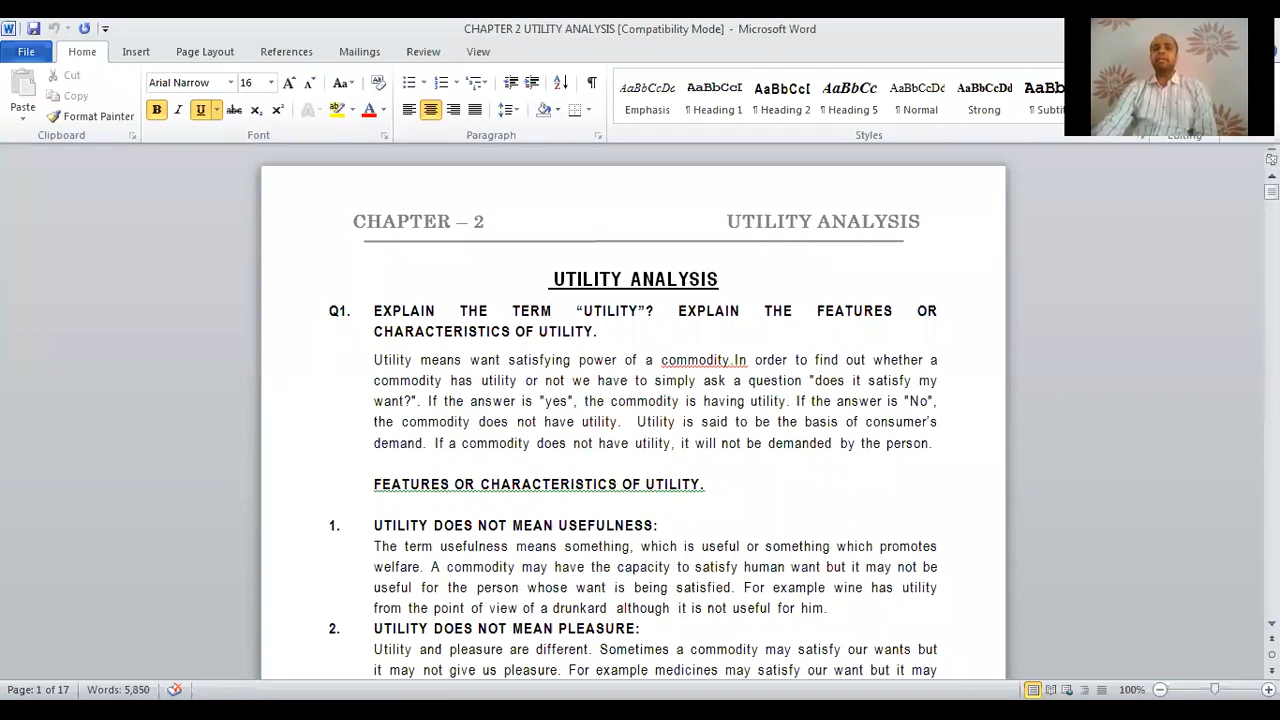 CHAPTER 2 UTILITY ANALYSIS [Compatibility Mode] - Microsoft Word
File Home Insert Page Layout References Mailings Review View
Cut
Copy
Format Painter
Paste
Clipboard
Arial Narrow 16
Font
Paragraph
AaBbCcDc AaBbCcI AaBbCcI AaBbCc AaBbCcDd AaBbCcDd
Emphasis ¶ Heading 1 ¶ Heading 2 ¶ Heading 5 ¶ Normal Strong
Styles
CHAPTER – 2 UTILITY ANALYSIS
UTILITY ANALYSIS
Q1. EXPLAIN THE TERM “UTILITY”? EXPLAIN THE FEATURES OR
CHARACTERISTICS OF UTILITY.
Utility means want satisfying power of a commodity.In order to find out whether a
commodity has utility or not we have to simply ask a question "does it satisfy my
want?". If the answer is "yes", the commodity is having utility. If the answer is "No",
the commodity does not have utility. Utility is said to be the basis of consumer’s
demand. If a commodity does not have utility, it will not be demanded by the person.
FEATURES OR CHARACTERISTICS OF UTILITY.
1. UTILITY DOES NOT MEAN USEFULNESS:
The term usefulness means something, which is useful or something which promotes
welfare. A commodity may have the capacity to satisfy human want but it may not be
useful for the person whose want is being satisfied. For example wine has utility
from the point of view of a drunkard although it is not useful for him.
2. UTILITY DOES NOT MEAN PLEASURE:
Utility and pleasure are different. Sometimes a commodity may satisfy our wants but
it may not give us pleasure. For example medicines may satisfy our want but it may
Page: 1 of 17 Words: 5,850 100%